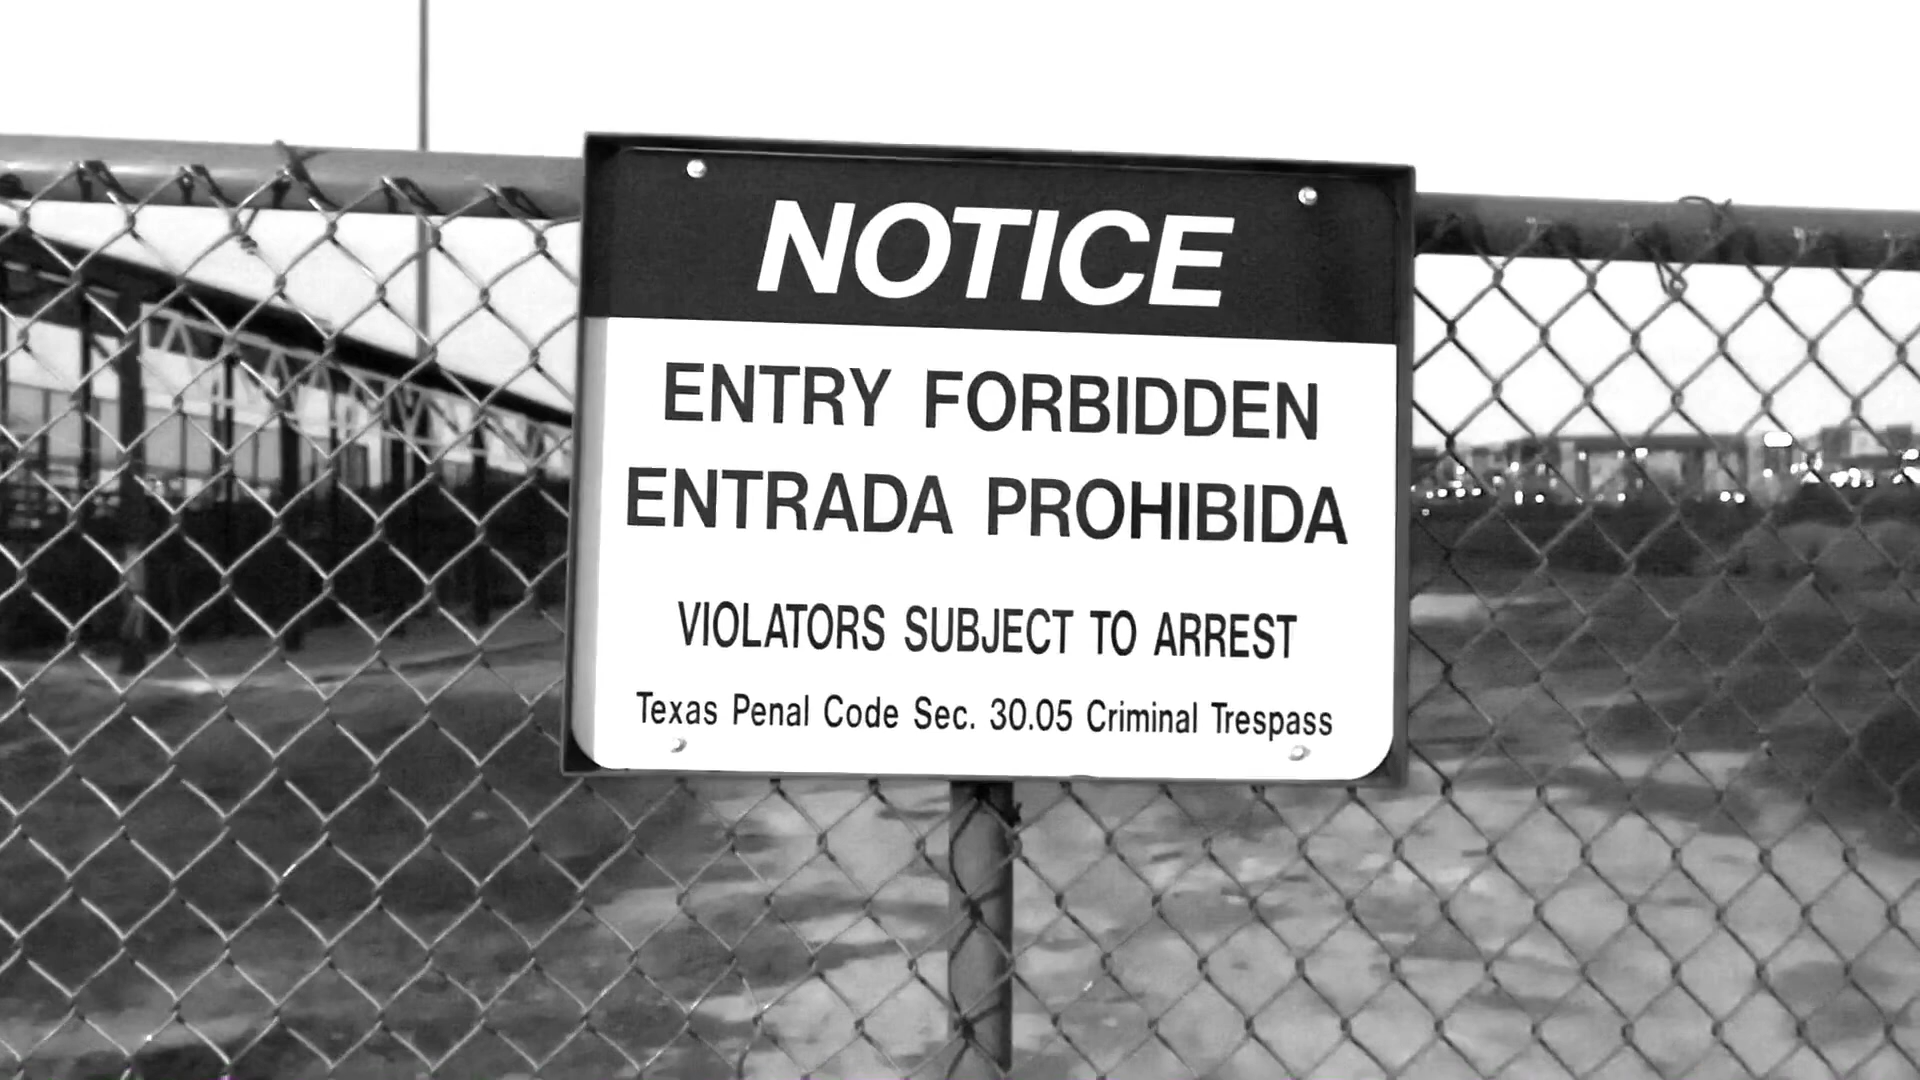 NOTICE
ENTRY FORBIDDEN
ENTRADA PROHIBIDA
VIOLATORS SUBJECT TO ARREST
Texas Penal Code Sec. 30.05 Criminal Trespass